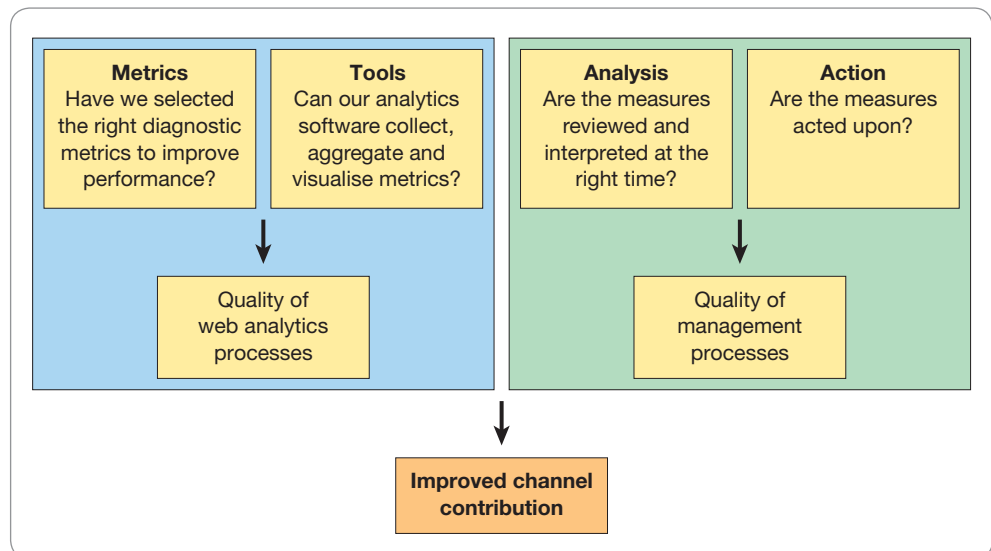 Metrics
Have we selected
the right diagnostic
metrics to improve
performance?
Tools
Can our analytics
software collect,
aggregate and
visualise metrics?
Analysis
Are the measures
reviewed and
interpreted at the
right time?
Action
Are the measures
acted upon?
Quality of
web analytics
processes
Quality of
management
processes
Improved channel
contribution